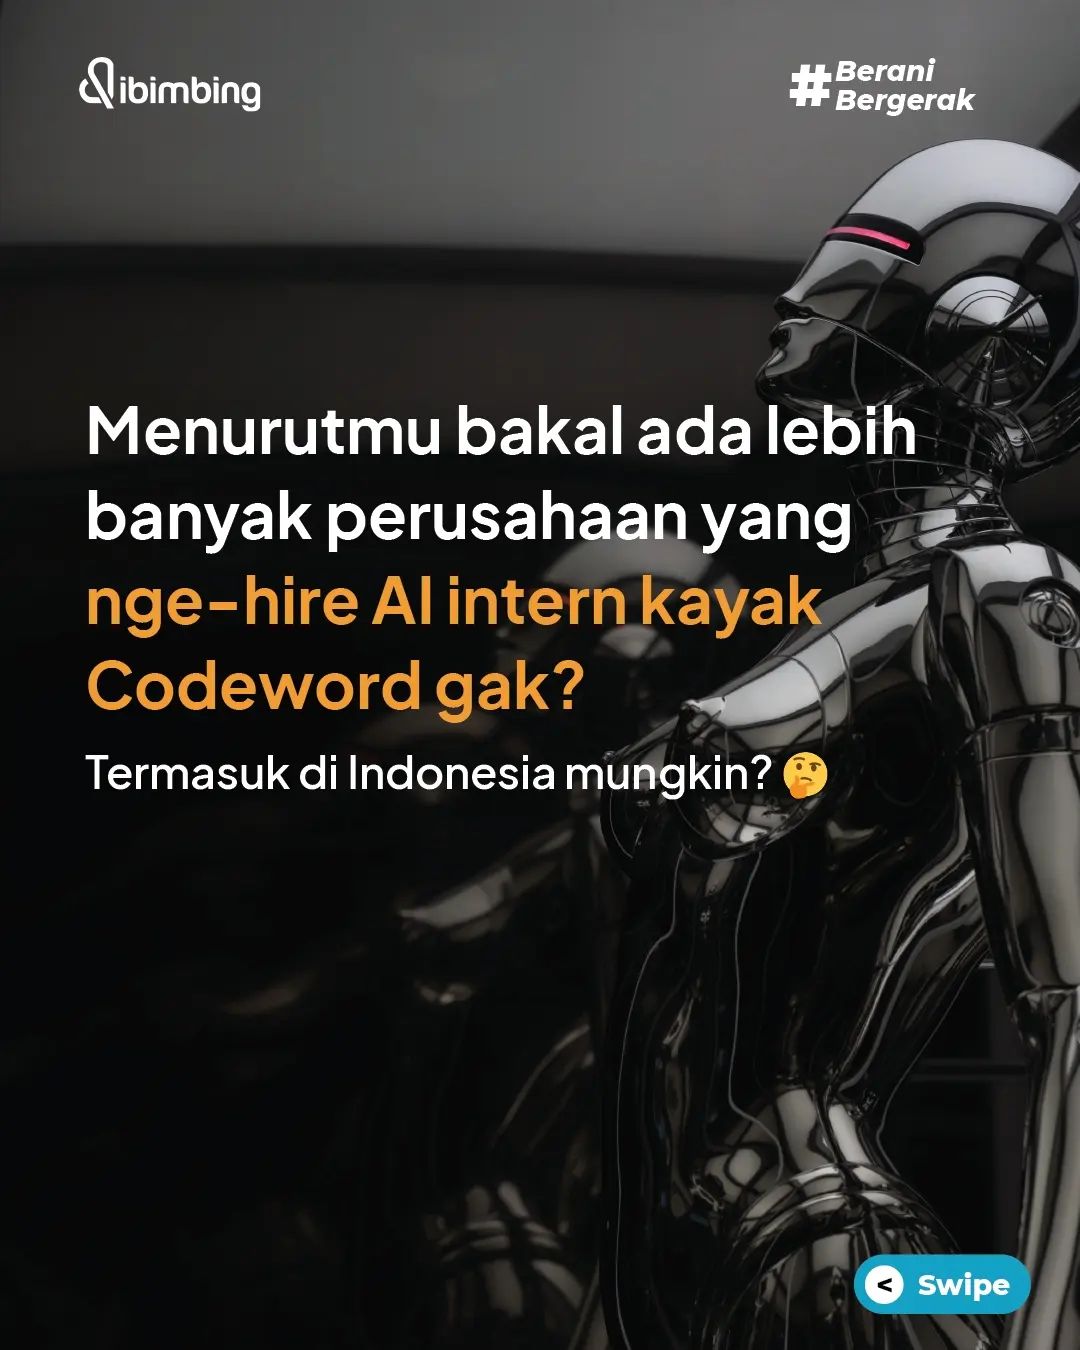 dibimbing
#Berani
Bergerak
Menurutmu bakal ada lebih
banyak perusahaan yang
nge-hire AI intern kayak
Codeword gak?
Termasuk di Indonesia mungkin? 🤔
< Swipe